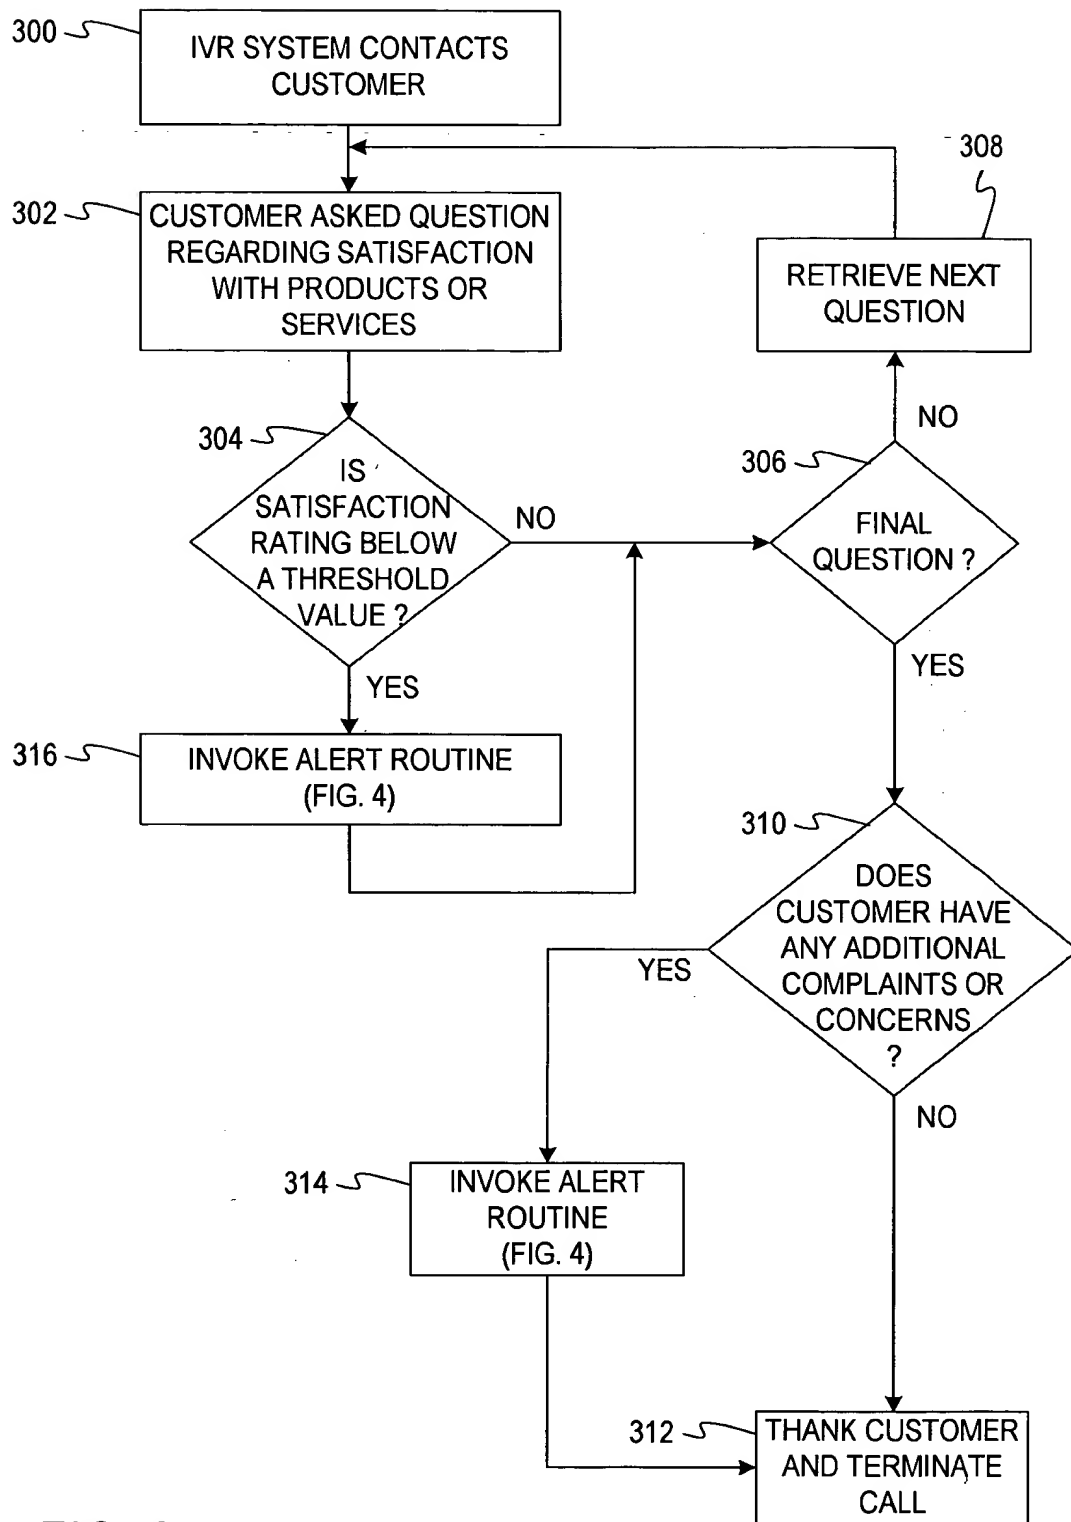 300
IVR SYSTEM CONTACTS
CUSTOMER
308
302
CUSTOMER ASKED QUESTION
REGARDING SATISFACTION
WITH PRODUCTS OR
SERVICES
RETRIEVE NEXT
QUESTION
NO
304
IS
SATISFACTION
RATING BELOW
A THRESHOLD
VALUE ?
NO
306
FINAL
QUESTION ?
YES
YES
316
INVOKE ALERT ROUTINE
(FIG. 4)
310
DOES
CUSTOMER HAVE
ANY ADDITIONAL
COMPLAINTS OR
CONCERNS
?
YES
NO
314
INVOKE ALERT
ROUTINE
(FIG. 4)
312
THANK CUSTOMER
AND TERMINATE
CALL